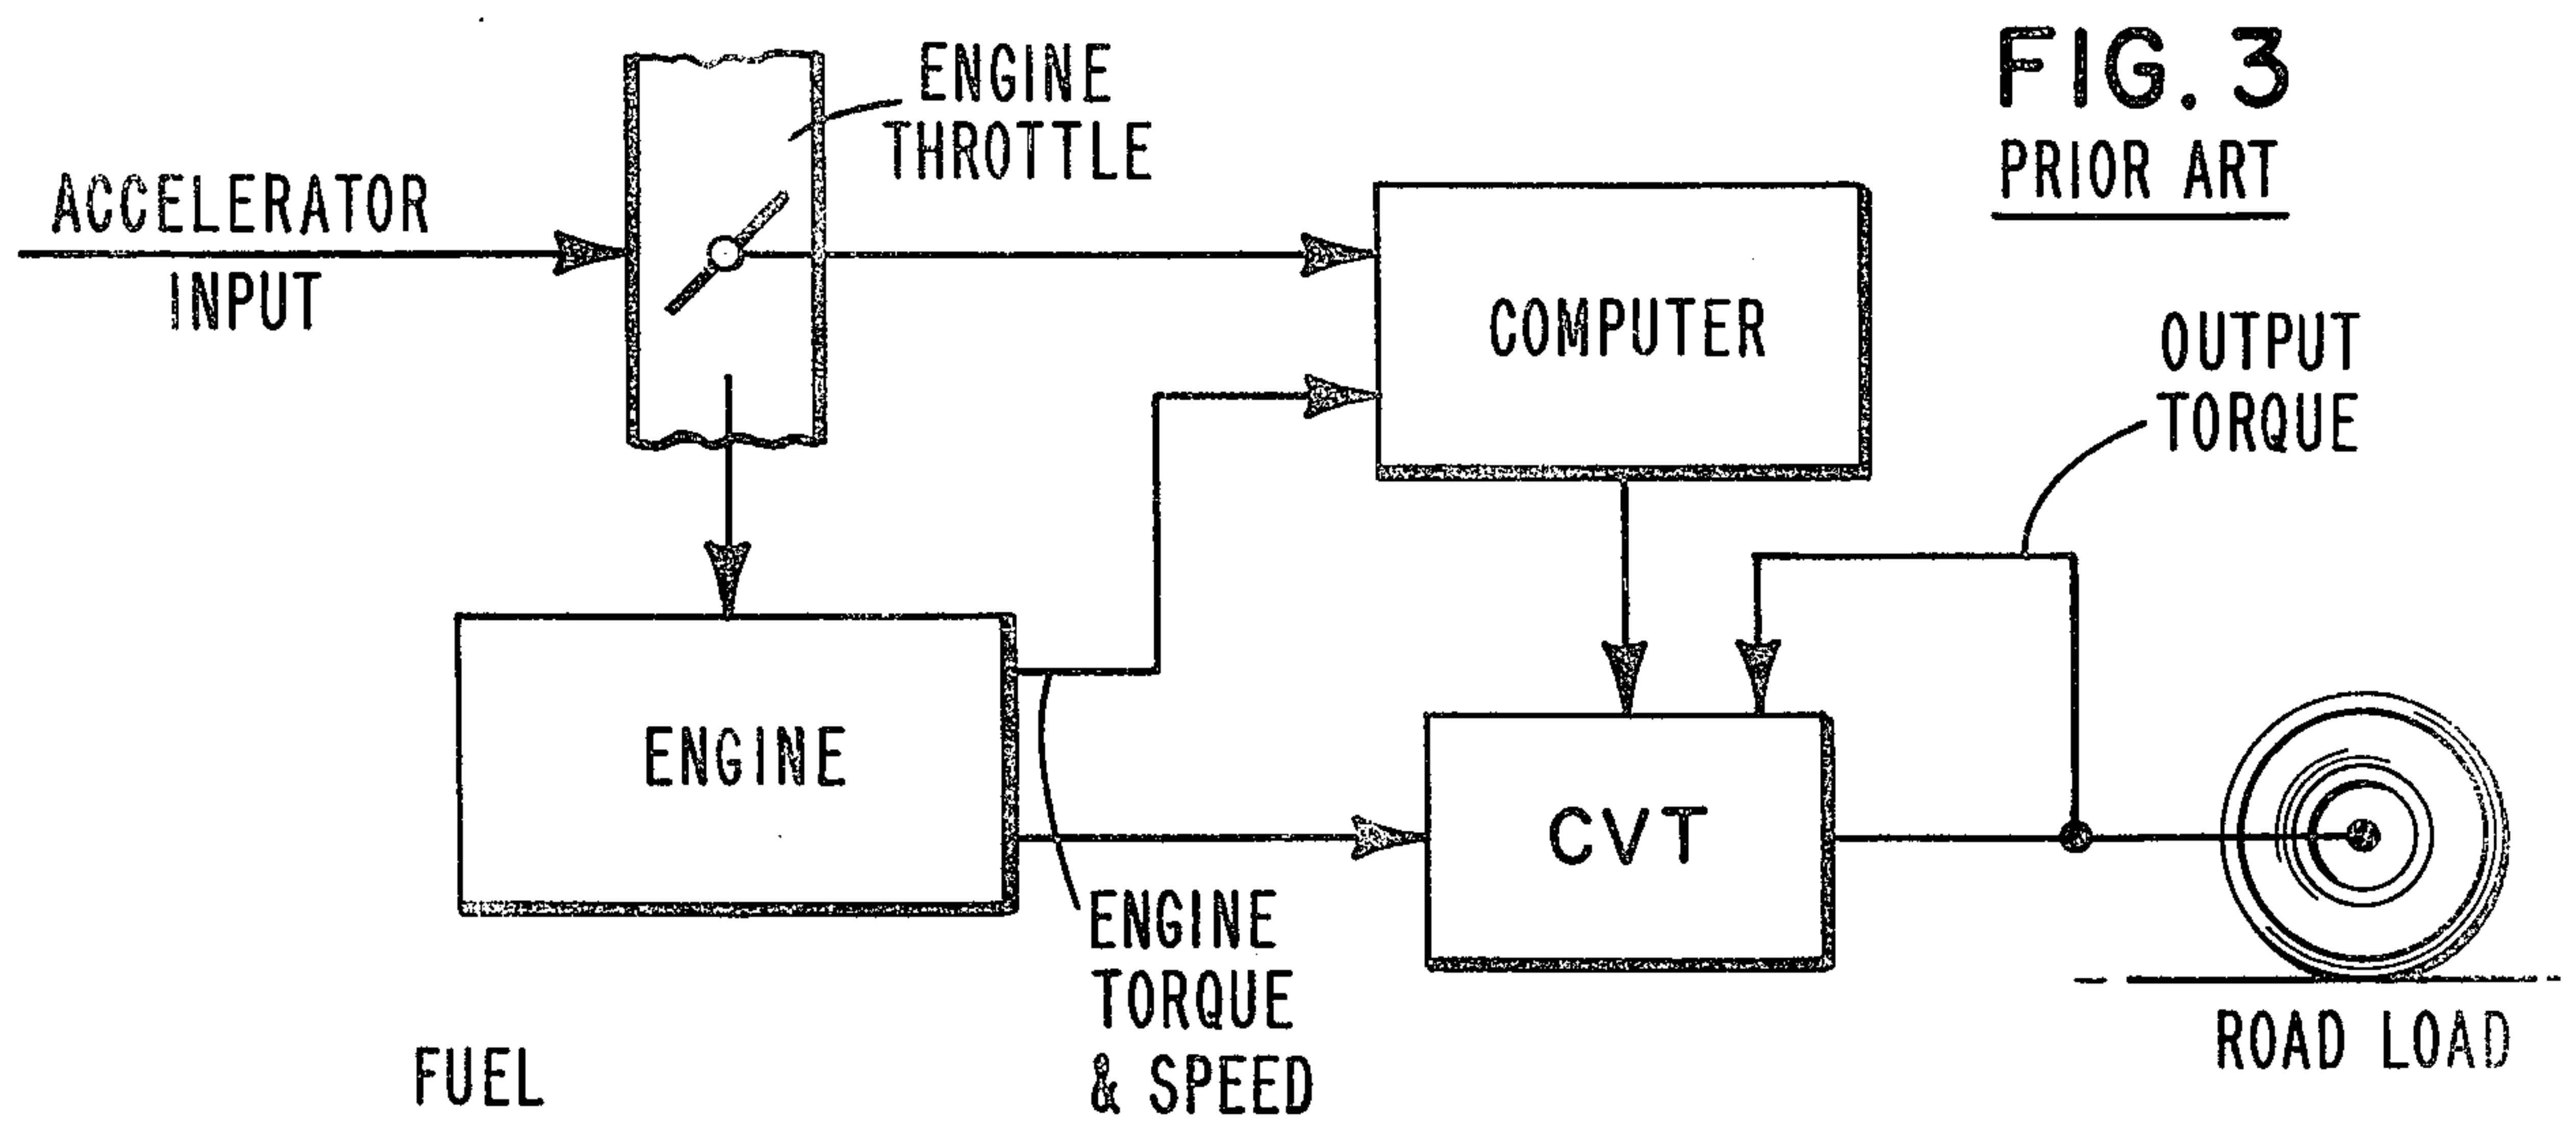 FIG. 3
PRIOR ART
ENGINE
THROTTLE
ACCELERATOR
INPUT
COMPUTER
OUTPUT
TORQUE
ENGINE
CVT
ENGINE
TORQUE
& SPEED
FUEL
ROAD LOAD